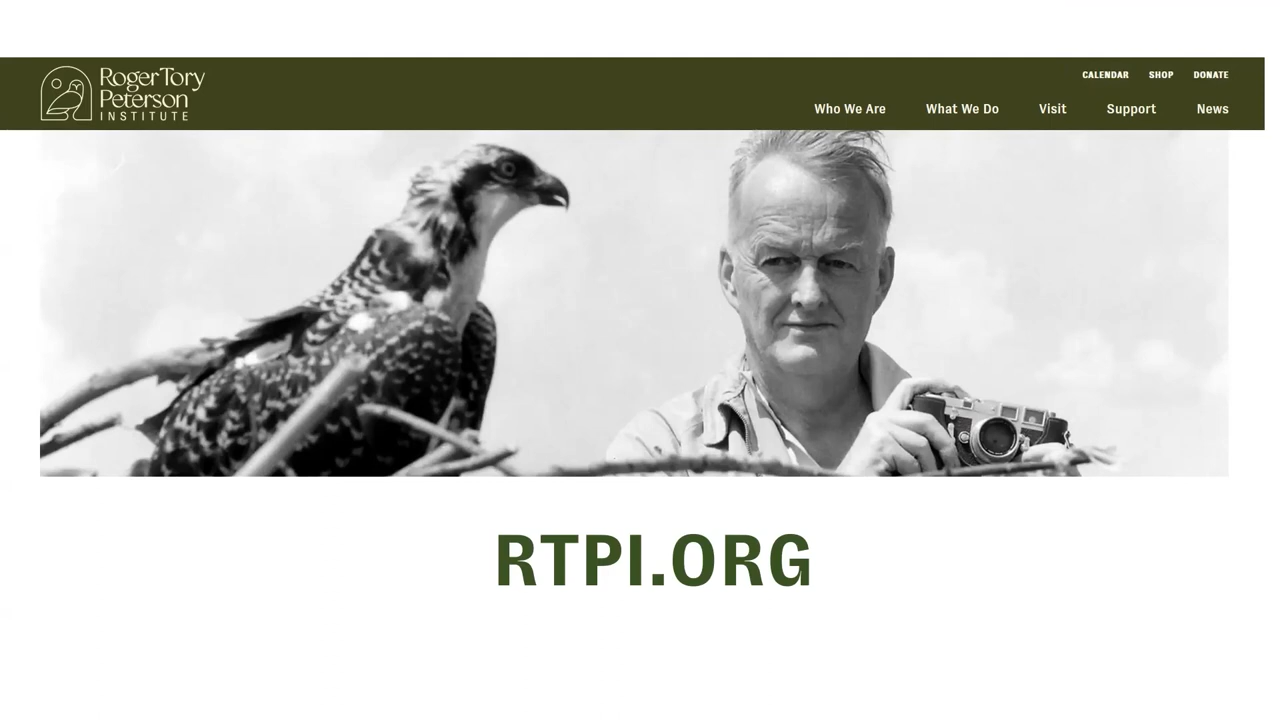 Roger Tory
Peterson
INSTITUTE
CALENDAR SHOP DONATE
Who We Are What We Do Visit Support News
RTPI.ORG